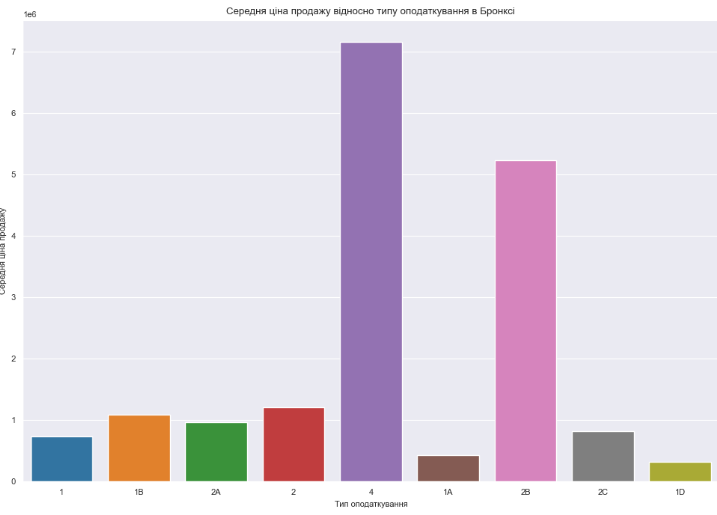 Середня ціна продажу відносно типу оподаткування в Бронксі
1e6
7
6
5
4
3
2
1
0
Середня ціна продажу
1 1B 2A 2 4 1A 2B 2C 1D
Тип оподаткування